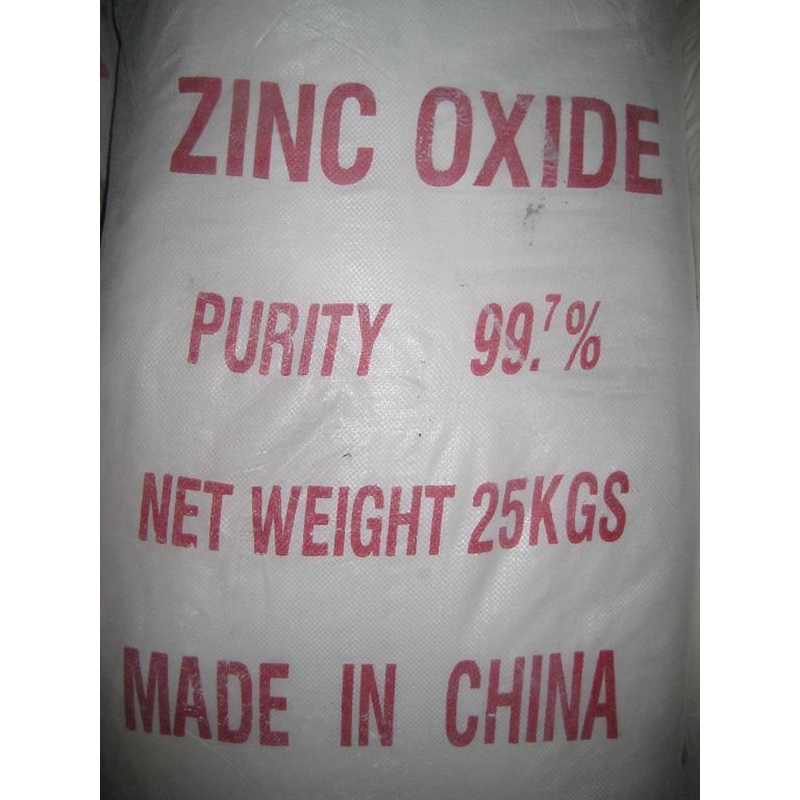 ZINC OXIDE
PURITY 99.7%
NET WEIGHT 25KGS
MADE IN CHINA